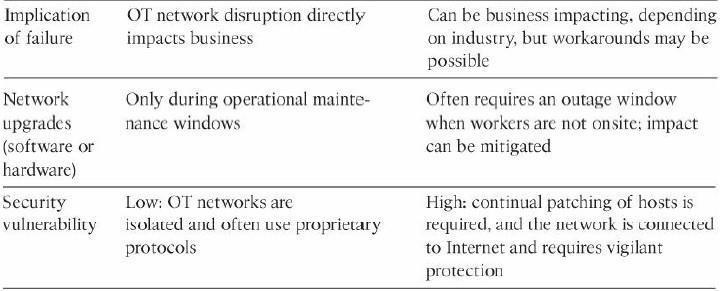 Implication OT network disruption directly Can be business impacting, depending
of failure impacts business on industry, but workarounds may be
possible
Network Only during operational mainte- Often requires an outage window
upgrades nance windows when workers are not onsite; impact
(software or can be mitigated
hardware)
Security Low: OT networks are High: continual patching of hosts is
vulnerability isolated and often use proprietary required, and the network is connected
protocols to Internet and requires vigilant
protection